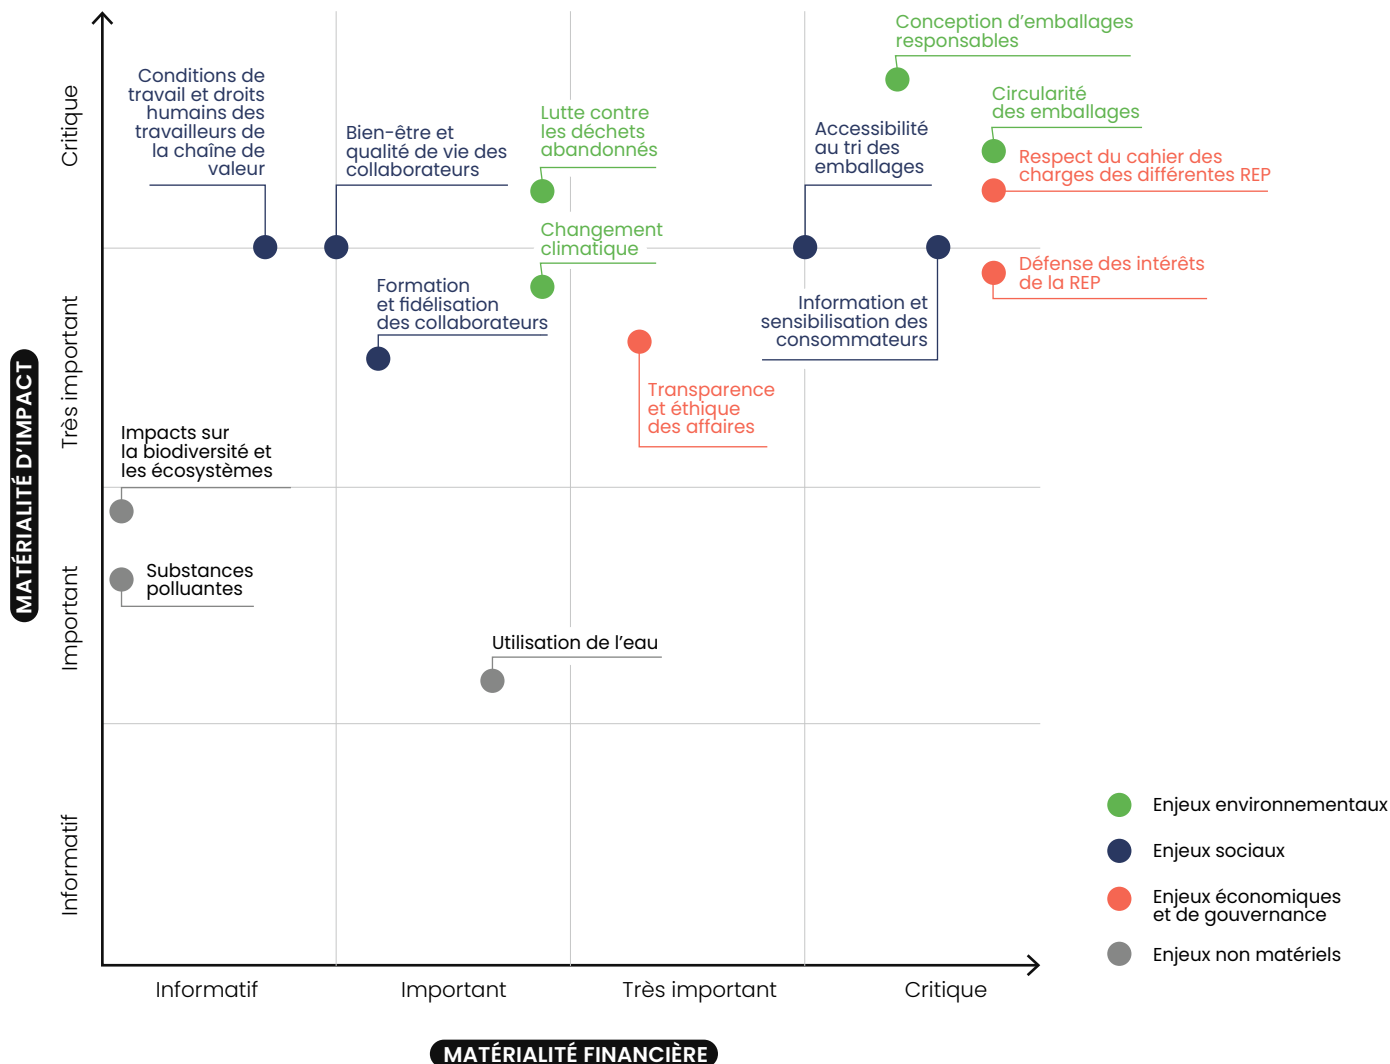 Conception d'emballages
responsables
Conditions de
travail et droits
humains des
travailleurs de
la chaîne de
valeur
Bien-être et
qualité de vie des
collaborateurs
Lutte contre
les déchets
abandonnés
Accessibilité
au tri des
emballages
Circularité
des emballages
Respect du cahier des
charges des différentes REP
Changement
climatique
Défense des intérêts
de la REP
Formation
et fidélisation
des collaborateurs
Information et
sensibilisation des
consommateurs
Transparence
et éthique
des affaires
Impacts sur
la biodiversité et
les écosystèmes
Substances
polluantes
Utilisation de l'eau
MATÉRIALITÉ D'IMPACT
Critique
Très important
Important
Informatif
Informatif
Important
Très important
Critique
MATÉRIALITÉ FINANCIÈRE
Enjeux environnementaux
Enjeux sociaux
Enjeux économiques
et de gouvernance
Enjeux non matériels